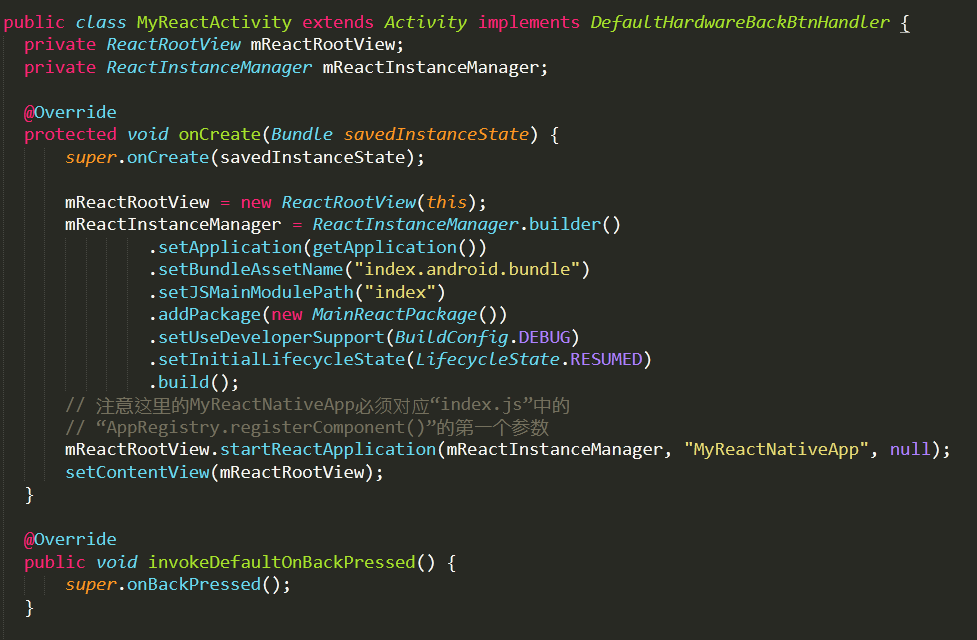 public class MyReactActivity extends Activity implements DefaultHardwareBackBtnHandler {
private ReactRootView mReactRootView;
private ReactInstanceManager mReactInstanceManager;
@Override
protected void onCreate(Bundle savedInstanceState) {
super.onCreate(savedInstanceState);
mReactRootView = new ReactRootView(this);
mReactInstanceManager = ReactInstanceManager.builder()
.setApplication(getApplication())
.setBundleAssetName("index.android.bundle")
.setJSMainModulePath("index")
.addPackage(new MainReactPackage())
.setUseDeveloperSupport(BuildConfig.DEBUG)
.setInitialLifecycleState(LifecycleState.RESUMED)
.build();
// 注意这里的MyReactNativeApp必须对应“index.js”中的
// “AppRegistry.registerComponent()”的第一个参数
mReactRootView.startReactApplication(mReactInstanceManager, "MyReactNativeApp", null);
setContentView(mReactRootView);
}
@Override
public void invokeDefaultOnBackPressed() {
super.onBackPressed();
}